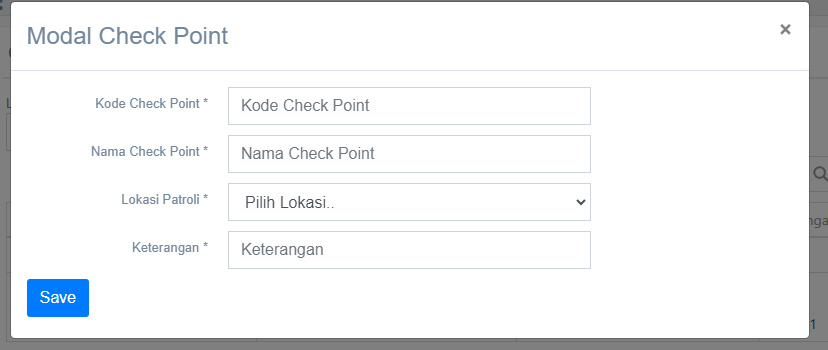 Modal Check Point ×
Kode Check Point * Kode Check Point
Nama Check Point * Nama Check Point
Lokasi Patroli * Pilih Lokasi..
Keterangan * Keterangan
Save